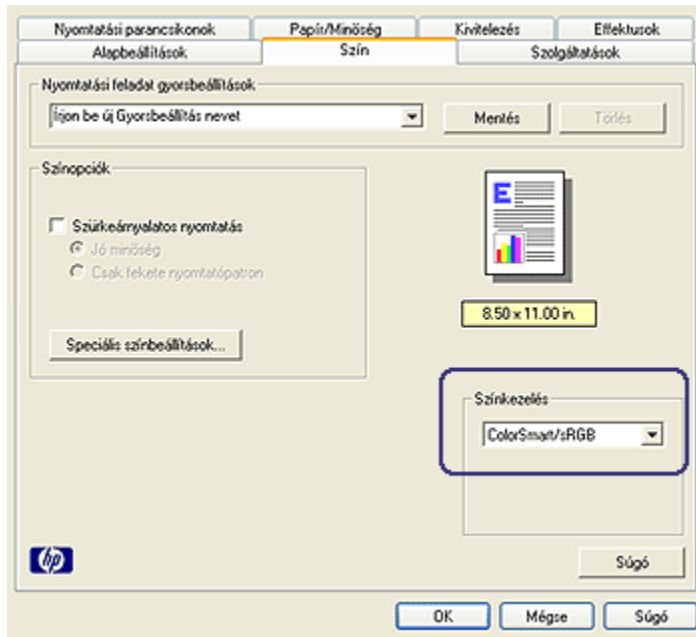 Nyomtatási parancsikonok Papír/Minőség Kivitelezés Effektusok
Alapbeállítások Szín Szolgáltatások
Nyomtatási feladat gyorsbeállítások
Írjon be új Gyorsbeállítás nevet Mentés Törlés
Színopciók
Szürkeárnyalatos nyomtatás
Jó minőség
Csak fekete nyomtatópatron
Speciális színbeállítások...
E
8.50 x 11.00 in.
Színkezelés
ColorSmart/sRGB
hp
Súgó
OK Mégse Súgó